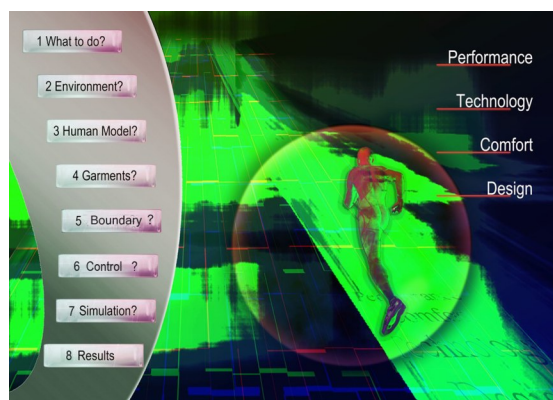 1 What to do?
2 Environment?
3 Human Model?
4 Garments?
5 Boundary ?
6 Control ?
7 Simulation?
8 Results
Performance
Technology
Comfort
Design